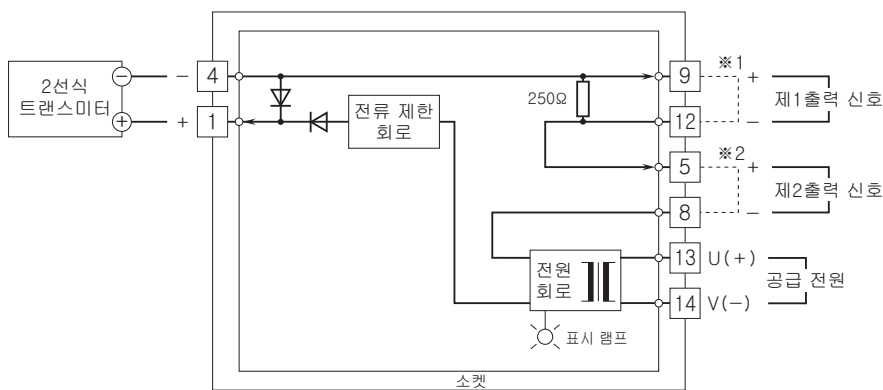 2선식
트랜스미터
−
+
− 4
+ 1
전류 제한
회로
250Ω
9 ※1 +
12 −
제1출력 신호
5 ※2 +
8 −
제2출력 신호
전원
회로
13 U(+)
14 V(−)
공급 전원
표시 램프
소켓